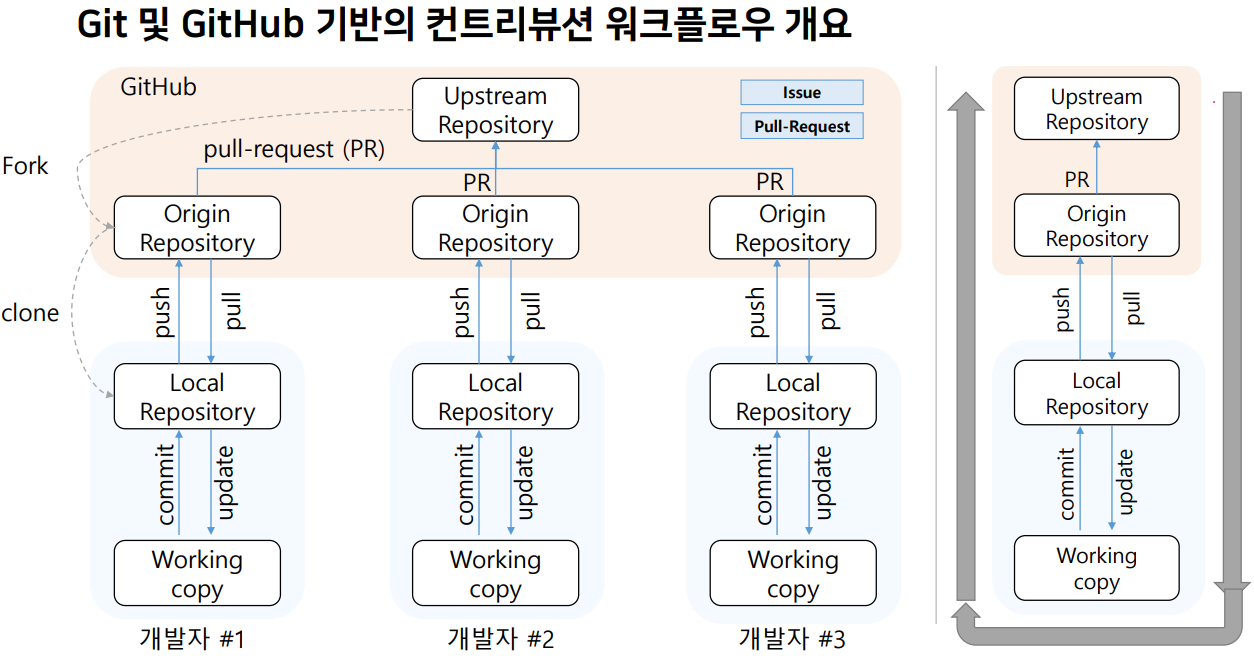 Git 및 GitHub 기반의 컨트리뷰션 워크플로우 개요
GitHub
Upstream
Repository
Issue
Pull-Request
Fork
pull-request (PR)
PR
PR
Origin
Repository
Origin
Repository
Origin
Repository
clone
push
pull
push
pull
push
pull
Local
Repository
Local
Repository
Local
Repository
commit
update
commit
update
commit
update
Working
copy
Working
copy
Working
copy
개발자 #1
개발자 #2
개발자 #3
Upstream
Repository
PR
Origin
Repository
push
pull
Local
Repository
commit
update
Working
copy